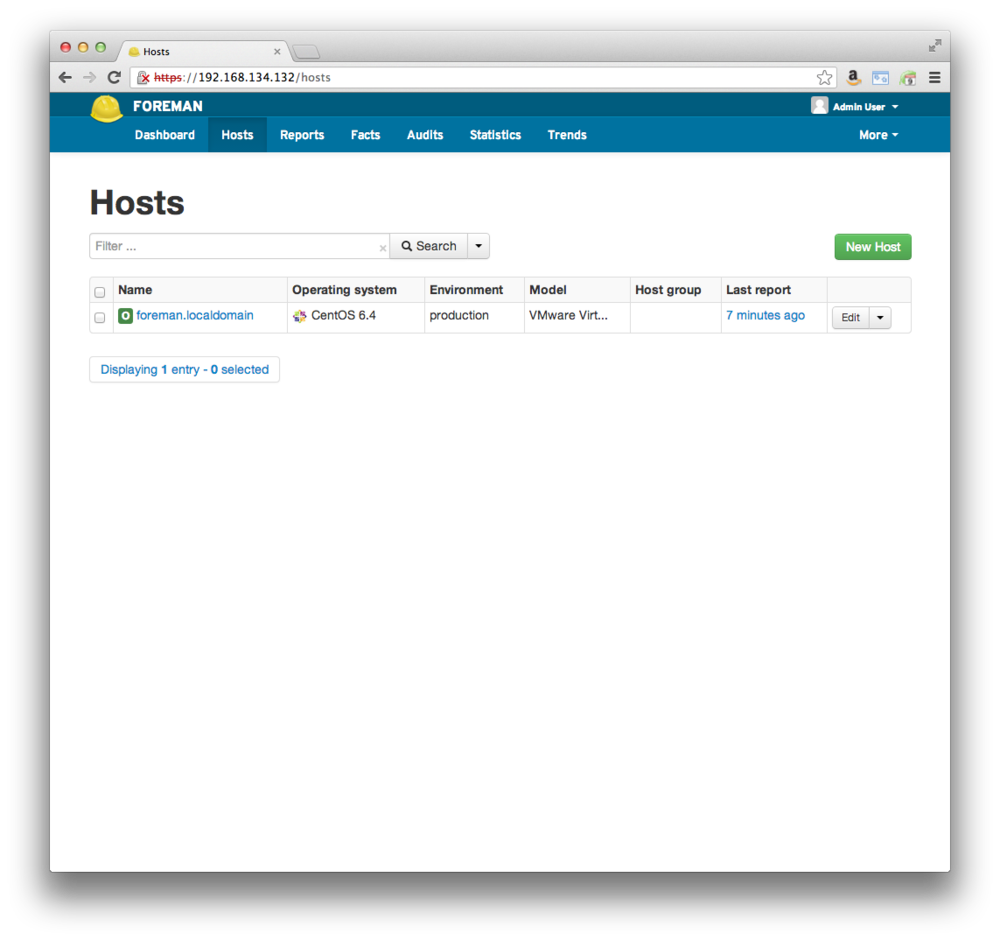 Hosts
https://192.168.134.132/hosts
FOREMAN
Admin User
Dashboard Hosts Reports Facts Audits Statistics Trends More
Hosts
Filter ... × Search
New Host
Name Operating system Environment Model Host group Last report
O foreman.localdomain CentOS 6.4 production VMware Virt... 7 minutes ago Edit
Displaying 1 entry - 0 selected